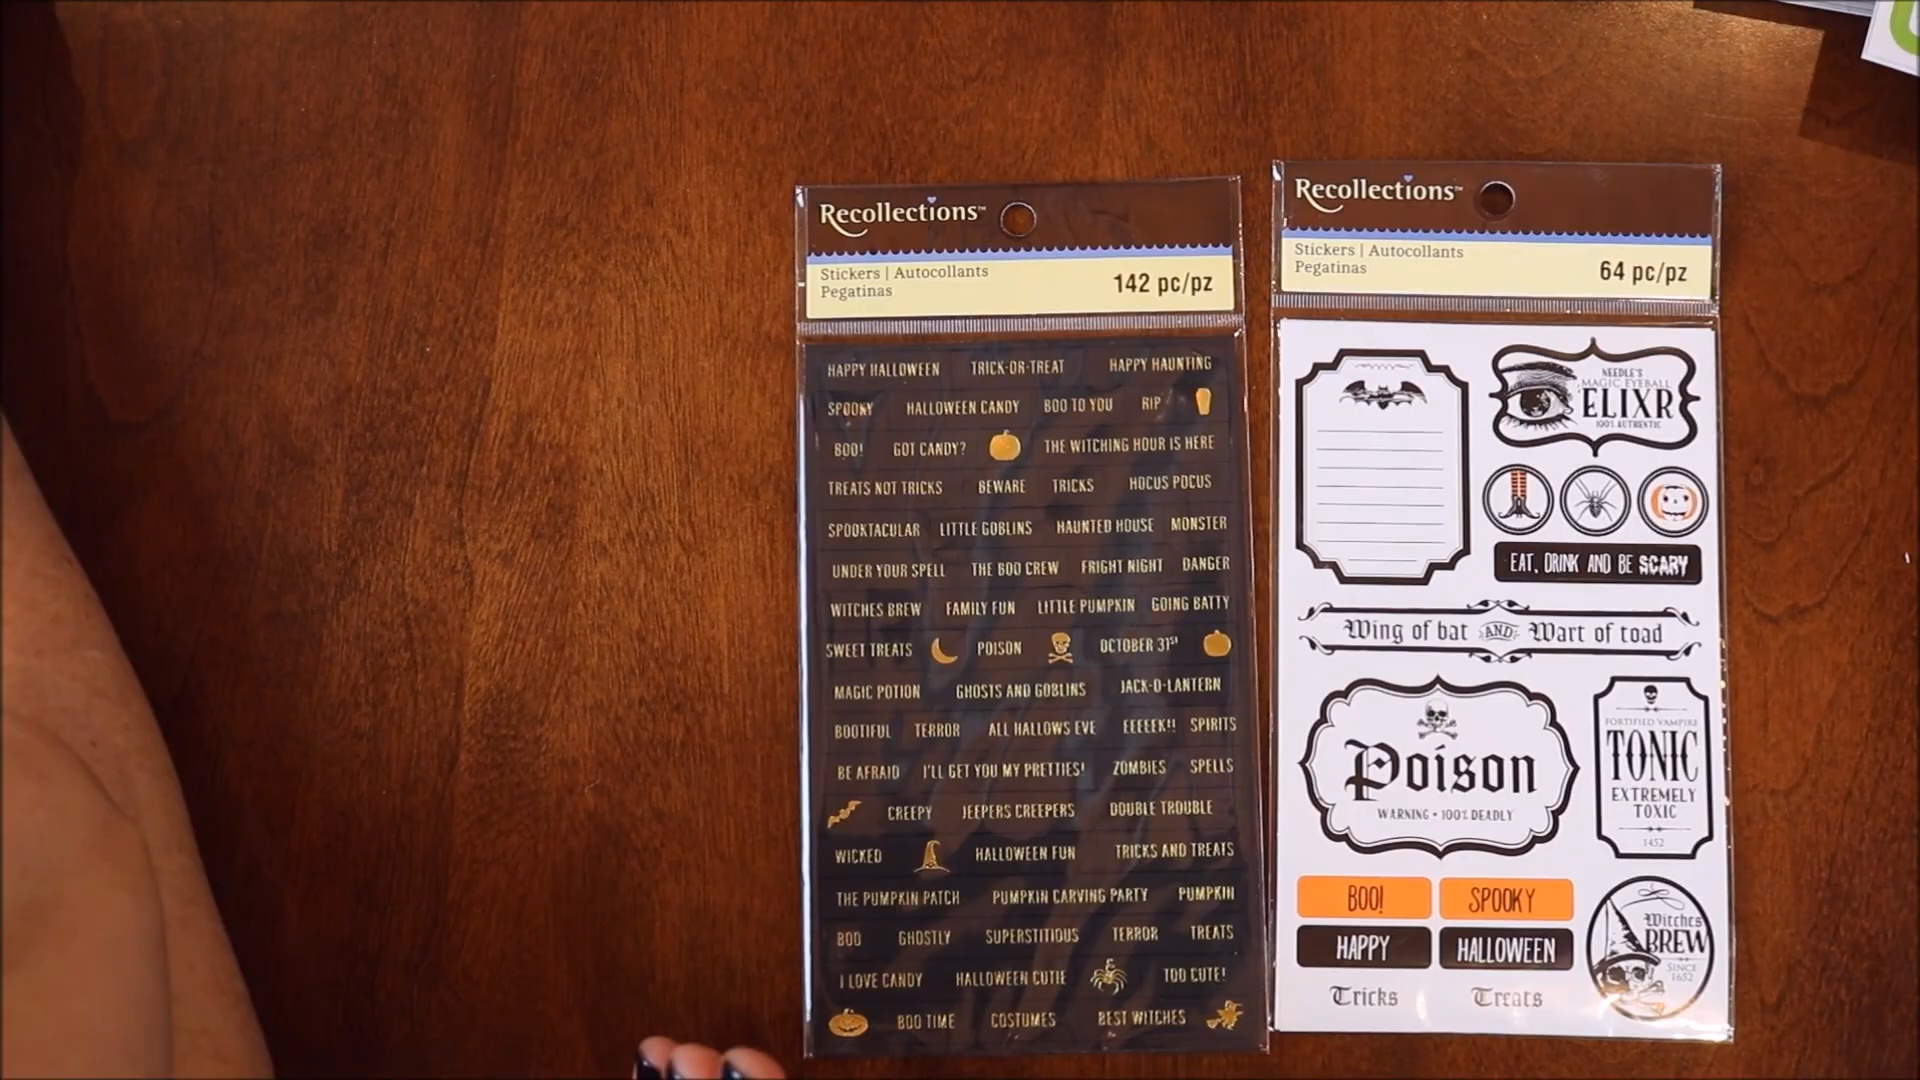 Recollections™
Stickers | Autocollants
Pegatinas
142 pc/pz
HAPPY HALLOWEEN TRICK-OR-TREAT HAPPY HAUNTING
SPOOKY HALLOWEEN CANDY BOO TO YOU RIP
BOO! GOT CANDY? THE WITCHING HOUR IS HERE
TREATS NOT TRICKS BEWARE TRICKS HOCUS POCUS
SPOOKTACULAR LITTLE GOBLINS HAUNTED HOUSE MONSTER
UNDER YOUR SPELL THE BOO CREW FRIGHT NIGHT DANGER
WITCHES BREW FAMILY FUN LITTLE PUMPKIN GOING BATTY
SWEET TREATS POISON OCTOBER 31ST
MAGIC POTION GHOSTS AND GOBLINS JACK-O-LANTERN
BOOTIFUL TERROR ALL HALLOWS EVE EEEEEK!! SPIRITS
BE AFRAID I'LL GET YOU MY PRETTIES! ZOMBIES SPELLS
CREEPY JEEPERS CREEPERS DOUBLE TROUBLE
WICKED HALLOWEEN FUN TRICKS AND TREATS
THE PUMPKIN PATCH PUMPKIN CARVING PARTY PUMPKIN
BOO GHOSTLY SUPERSTITIOUS TERROR TREATS
I LOVE CANDY HALLOWEEN CUTIE TOO CUTE!
BOO TIME COSTUMES BEST WITCHES
Recollections™
Stickers | Autocollants
Pegatinas
64 pc/pz
NEEDLE'S
MAGIC EYEBALL
ELIXR
100% AUTHENTIC
EAT, DRINK AND BE SCARY
Wing of bat AND Wart of toad
Poison
WARNING • 100% DEADLY
FORTIFIED VAMPIRE
TONIC
EXTREMELY
TOXIC
1452
BOO! SPOOKY
HAPPY HALLOWEEN
Tricks Treats
Witches
BREW
SINCE
1652